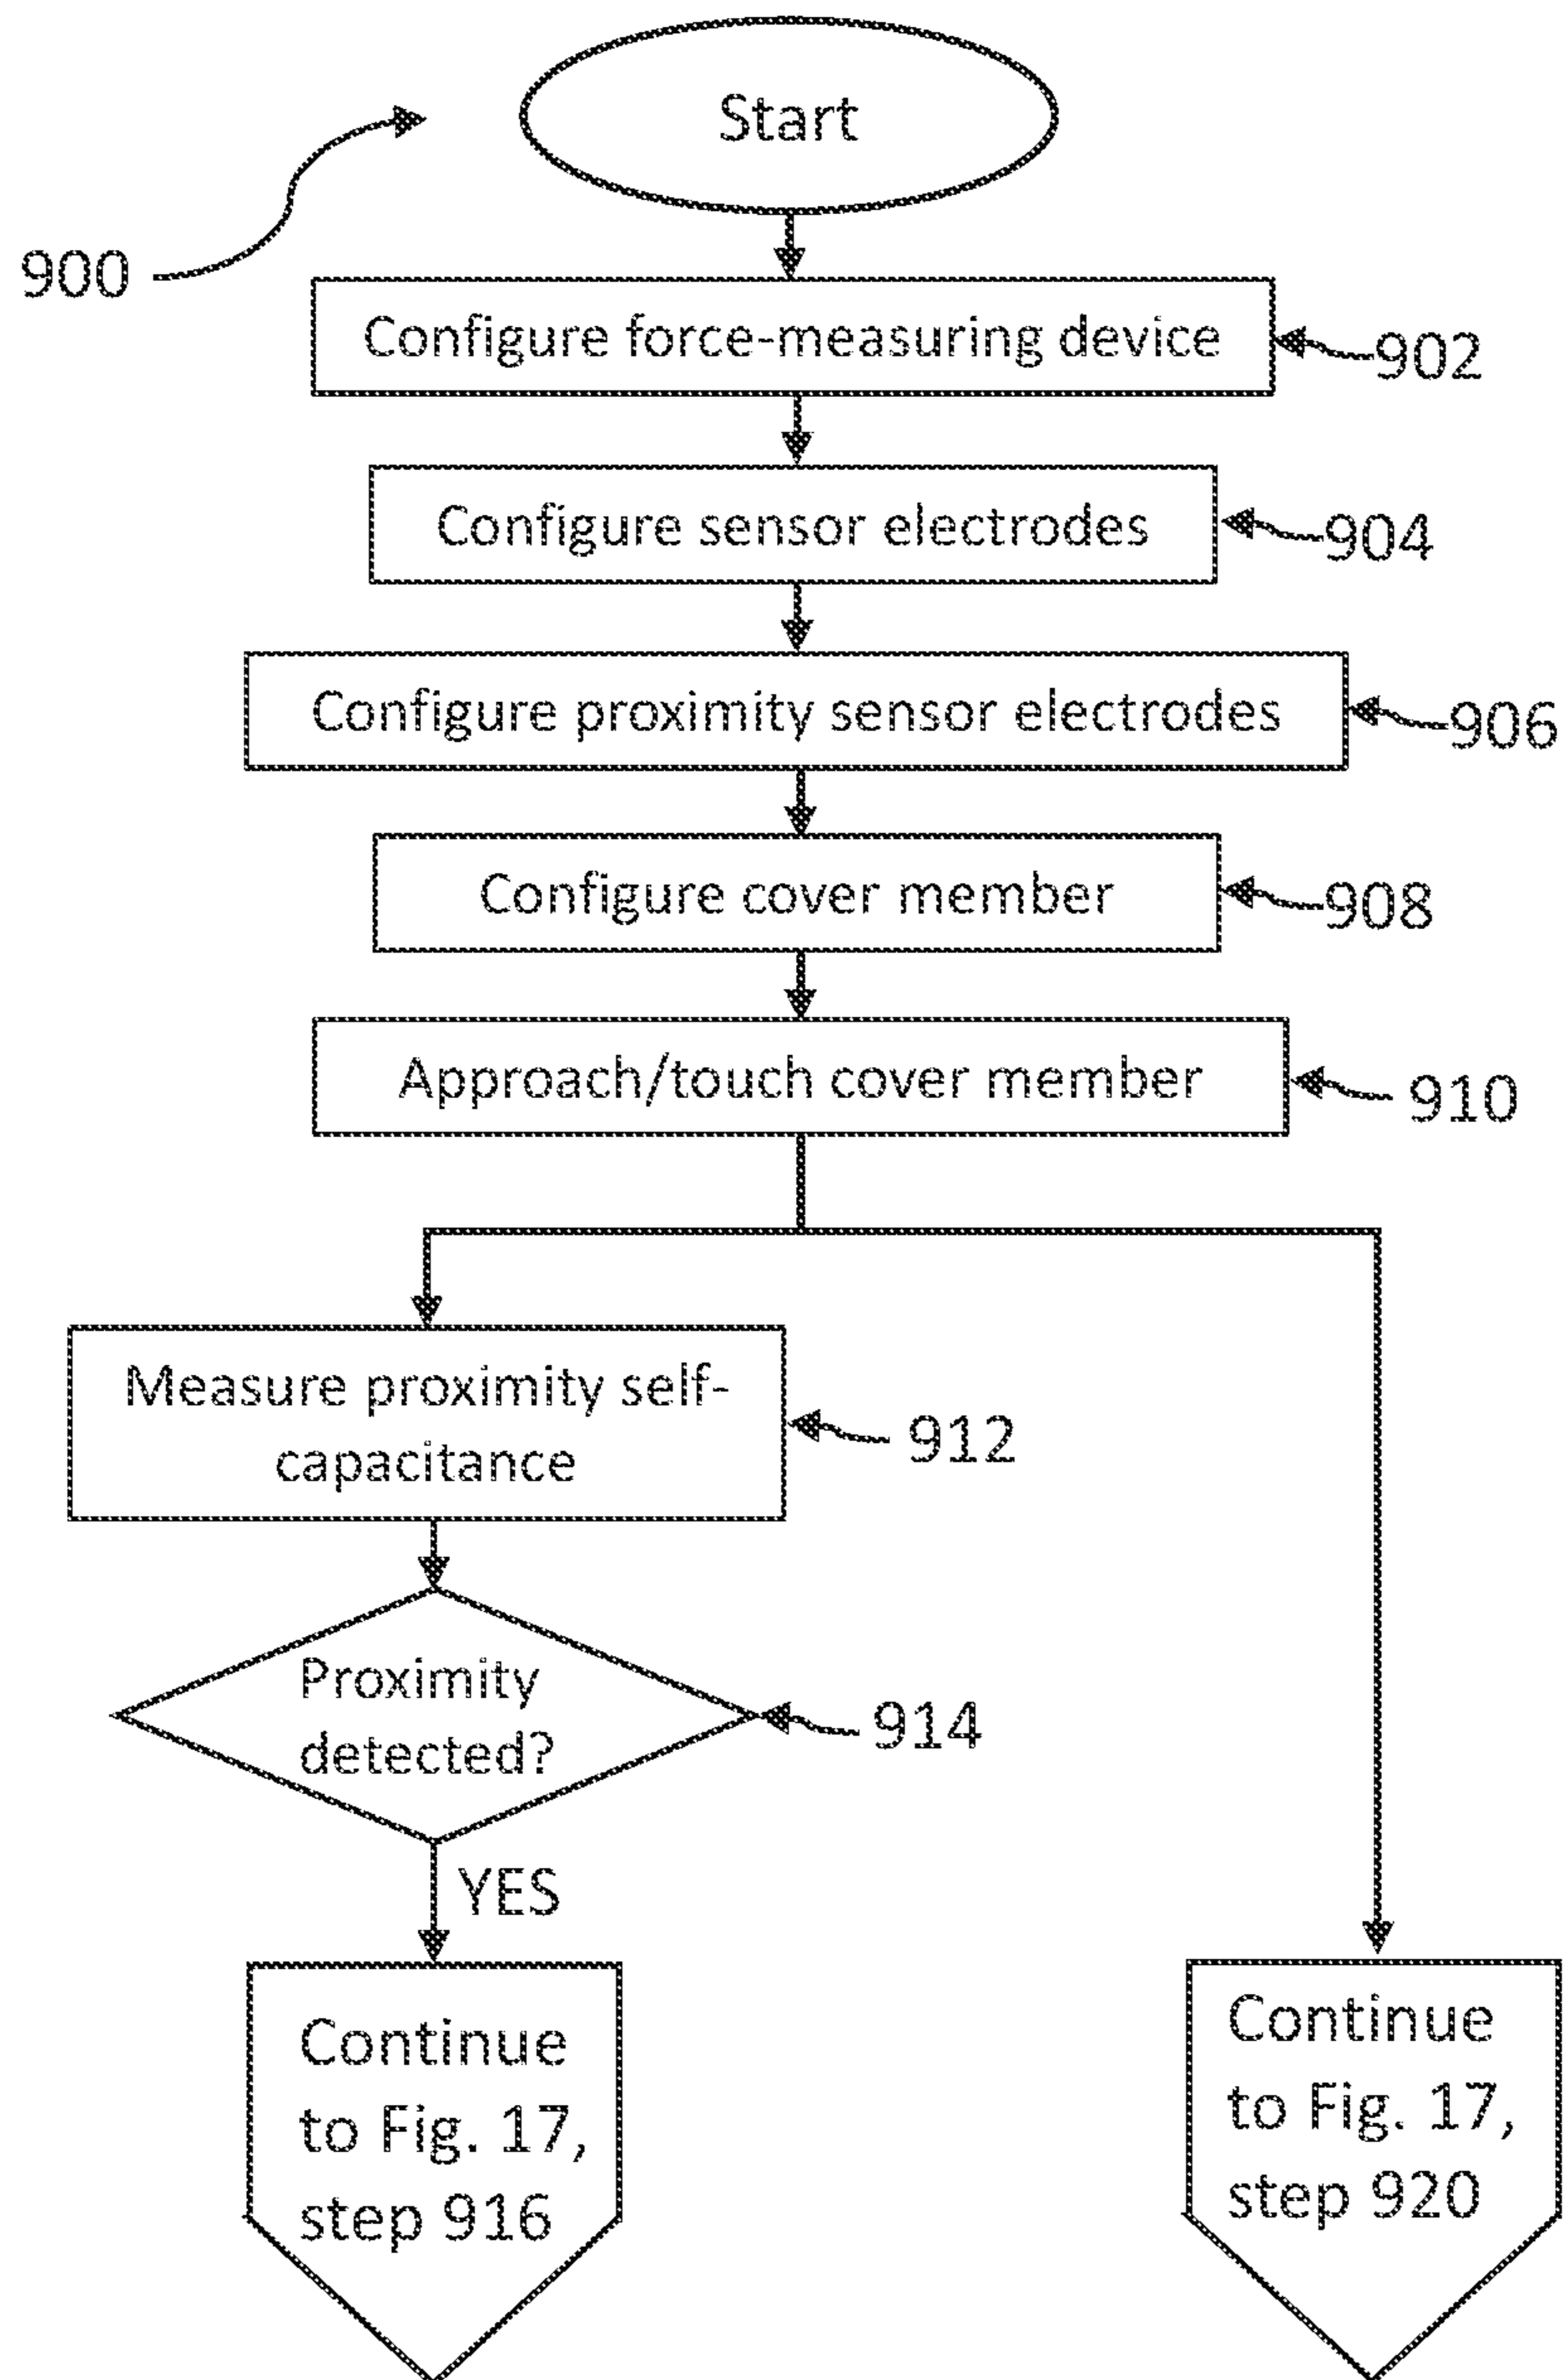 Start
900
Configure force-measuring device
902
Configure sensor electrodes
904
Configure proximity sensor electrodes
906
Configure cover member
908
Approach/touch cover member
910
Measure proximity self-
capacitance
912
Proximity
detected?
914
YES
Continue
to Fig. 17,
step 916
Continue
to Fig. 17,
step 920